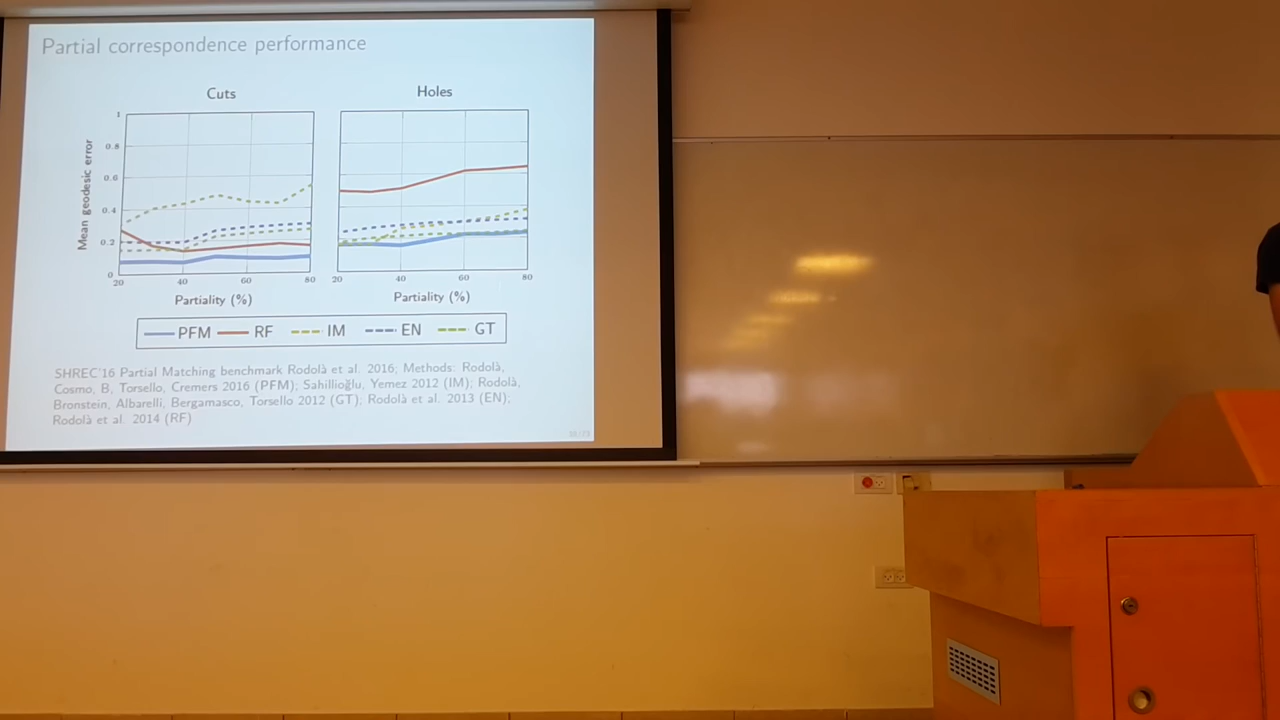 Partial correspondence performance
Cuts
Holes
Mean geodesic error
1
0.8
0.6
0.4
0.2
0
20 40 60 80
20 40 60 80
Partiality (%)
Partiality (%)
PFM RF IM EN GT
SHREC'16 Partial Matching benchmark Rodolà et al. 2016; Methods: Rodolà,
Cosmo, B, Torsello, Cremers 2016 (PFM); Sahillioğlu, Yemez 2012 (IM); Rodolà,
Bronstein, Albarelli, Bergamasco, Torsello 2012 (GT); Rodolà et al. 2013 (EN);
Rodolà et al. 2014 (RF)